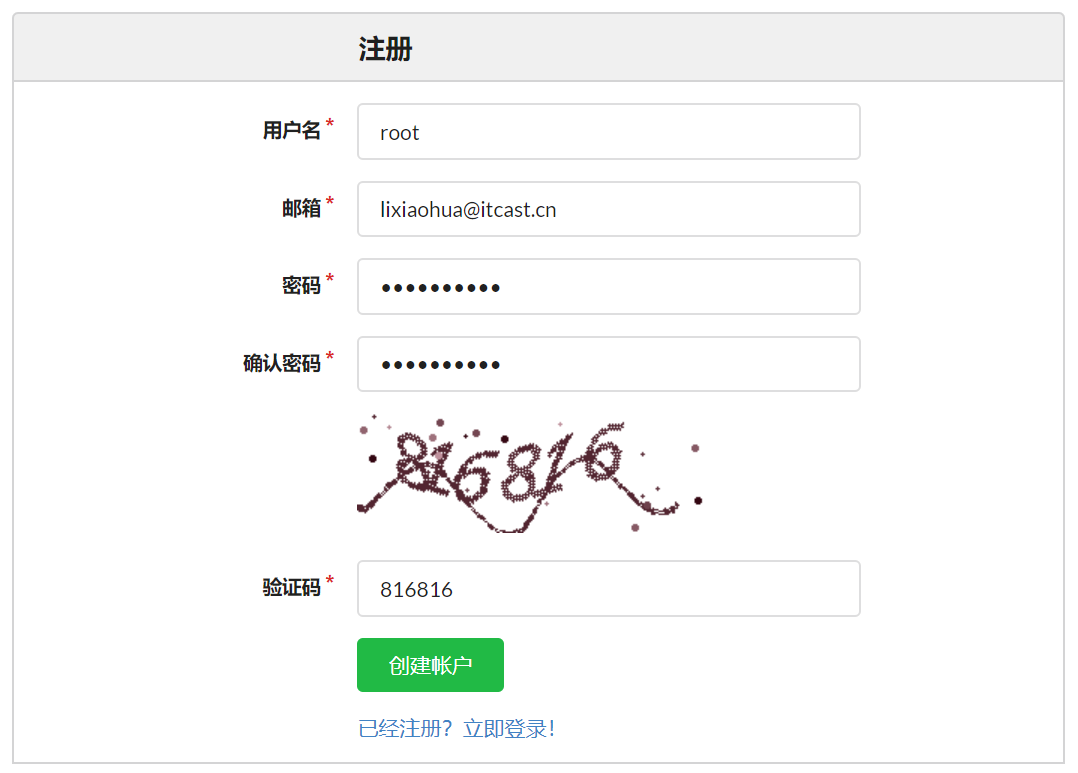 注册
用户名 *
root
邮箱 *
lixiaohua@itcast.cn
密码 *
••••••••••
确认密码 *
••••••••••
816816
验证码 *
816816
创建帐户
已经注册？立即登录！